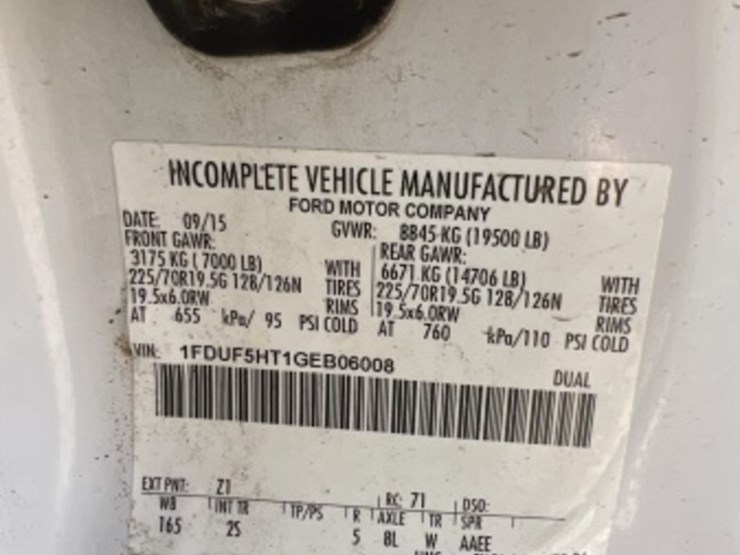 INCOMPLETE VEHICLE MANUFACTURED BY
FORD MOTOR COMPANY
DATE: 09/15 GVWR: 8845 KG (19500 LB)
FRONT GAWR: REAR GAWR:
3175 KG ( 7000 LB) WITH 6671 KG (14706 LB) WITH
225/70R19.5G 128/126N TIRES 225/70R19.5G 128/126N TIRES
19.5x6.0RW RIMS 19.5x6.0RW RIMS
AT 655 kPa/ 95 PSI COLD AT 760 kPa/110 PSI COLD
VIN: 1FDUF5HT1GEB06008 DUAL
EXT PNT: Z1 RC: 71 DSO:
WB INT TR TP/PS R AXLE TR SPR
165 2S 5 8L W AAEE